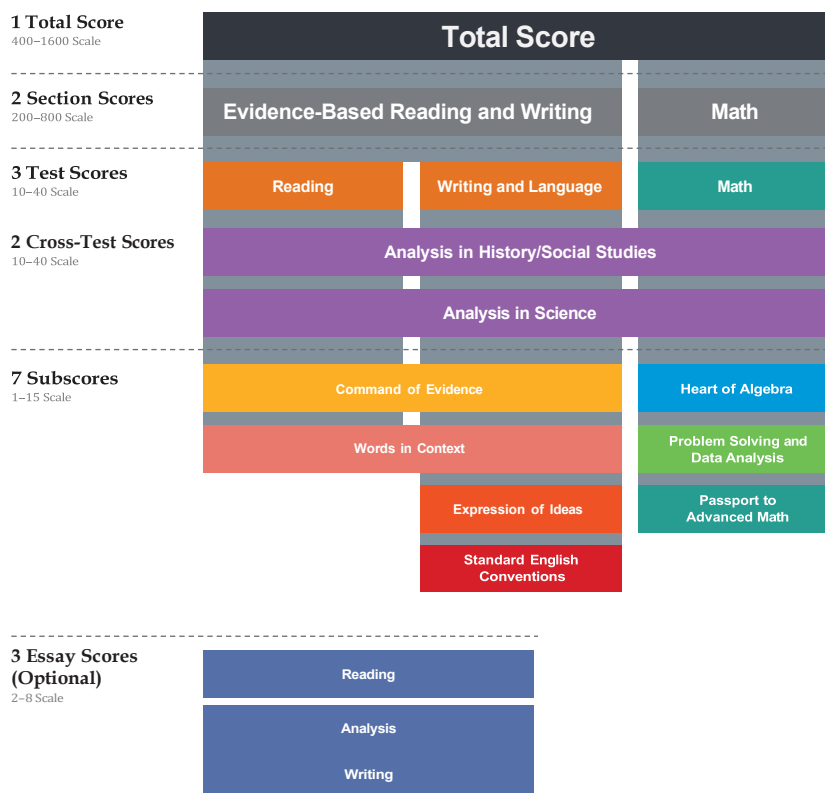 1 Total Score
400–1600 Scale
Total Score
2 Section Scores
200–800 Scale
Evidence-Based Reading and Writing
Math
3 Test Scores
10–40 Scale
Reading
Writing and Language
Math
2 Cross-Test Scores
10–40 Scale
Analysis in History/Social Studies
Analysis in Science
7 Subscores
1–15 Scale
Command of Evidence
Heart of Algebra
Words in Context
Problem Solving and
Data Analysis
Expression of Ideas
Passport to
Advanced Math
Standard English
Conventions
3 Essay Scores
(Optional)
2–8 Scale
Reading
Analysis
Writing